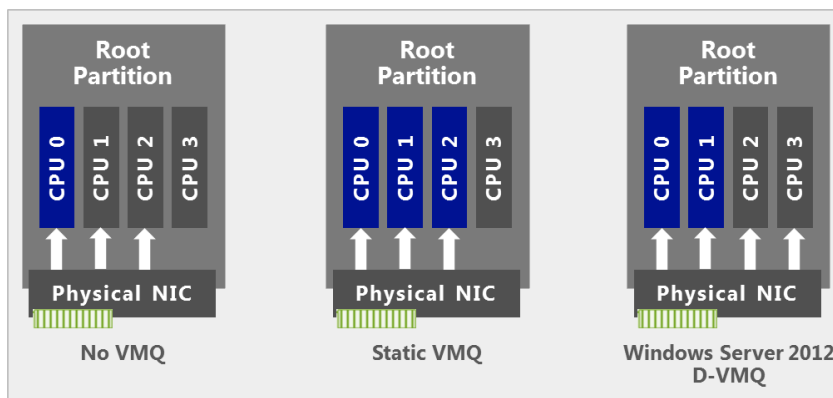 Root
Partition
CPU 0
CPU 1
CPU 2
CPU 3
Physical NIC
No VMQ
Root
Partition
CPU 0
CPU 1
CPU 2
CPU 3
Physical NIC
Static VMQ
Root
Partition
CPU 0
CPU 1
CPU 2
CPU 3
Physical NIC
Windows Server 2012
D-VMQ